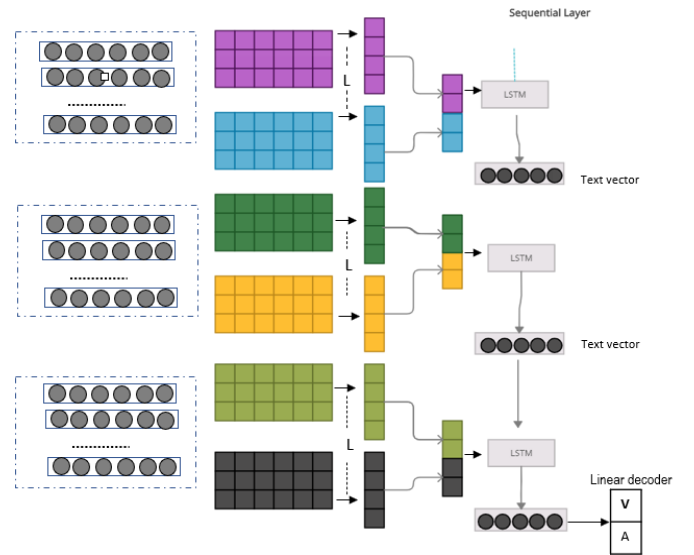 Sequential Layer
L
LSTM
Text vector
L
LSTM
Text vector
L
LSTM
Linear decoder
V
A